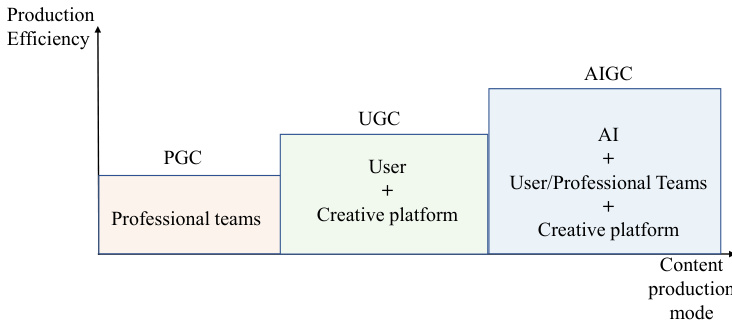 Production
Efficiency
AIGC
UGC
PGC
AI
+
User/Professional Teams
+
Creative platform
User
+
Creative platform
Professional teams
Content
production
mode